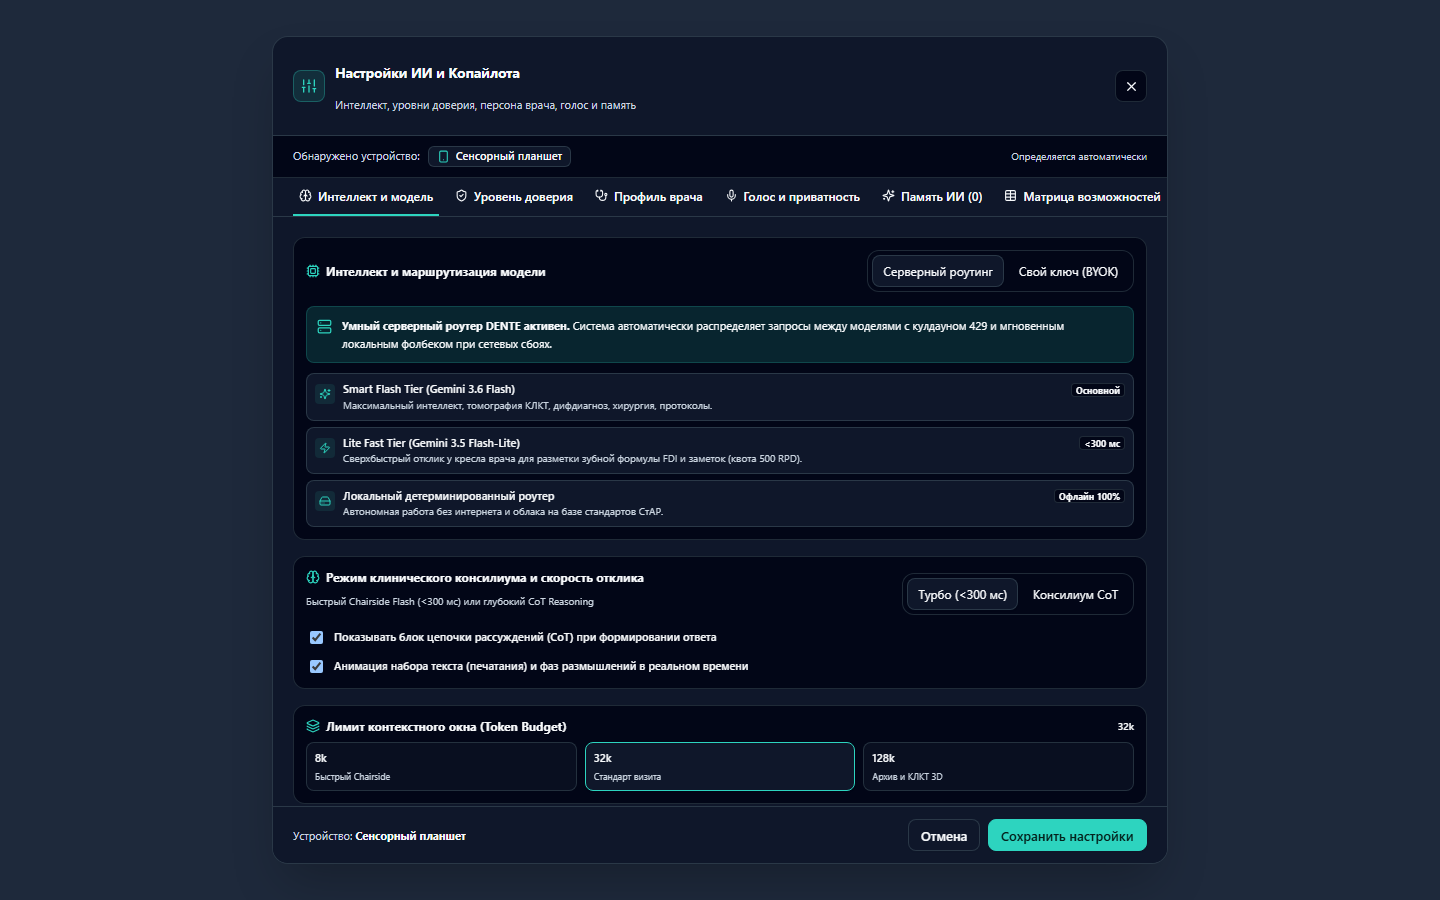 Настройки ИИ и Копайлота
Интеллект, уровни доверия, персона врача, голос и память
Обнаружено устройство: Сенсорный планшет Определяется автоматически
Интеллект и модель Уровень доверия Профиль врача Голос и приватность Память ИИ (0) Матрица возможностей
Интеллект и маршрутизация модели Серверный роутинг Свой ключ (BYOK)
Умный серверный роутер DENTE активен. Система автоматически распределяет запросы между моделями с кулдауном 429 и мгновенным
локальным фолбеком при сетевых сбоях.
Smart Flash Tier (Gemini 3.6 Flash) Основной
Максимальный интеллект, томография КЛКТ, дифдиагноз, хирургия, протоколы.
Lite Fast Tier (Gemini 3.5 Flash-Lite) <300 мс
Сверхбыстрый отклик у кресла врача для разметки зубной формулы FDI и заметок (квота 500 RPD).
Локальный детерминированный роутер Офлайн 100%
Автономная работа без интернета и облака на базе стандартов СтАР.
Режим клинического консилиума и скорость отклика
Быстрый Chairside Flash (<300 мс) или глубокий CoT Reasoning
Турбо (<300 мс) Консилиум CoT
Показывать блок цепочки рассуждений (CoT) при формировании ответа
Анимация набора текста (печатания) и фаз размышлений в реальном времени
Лимит контекстного окна (Token Budget) 32k
8k
Быстрый Chairside
32k
Стандарт визита
128k
Архив и КЛКТ 3D
Устройство: Сенсорный планшет Отмена Сохранить настройки